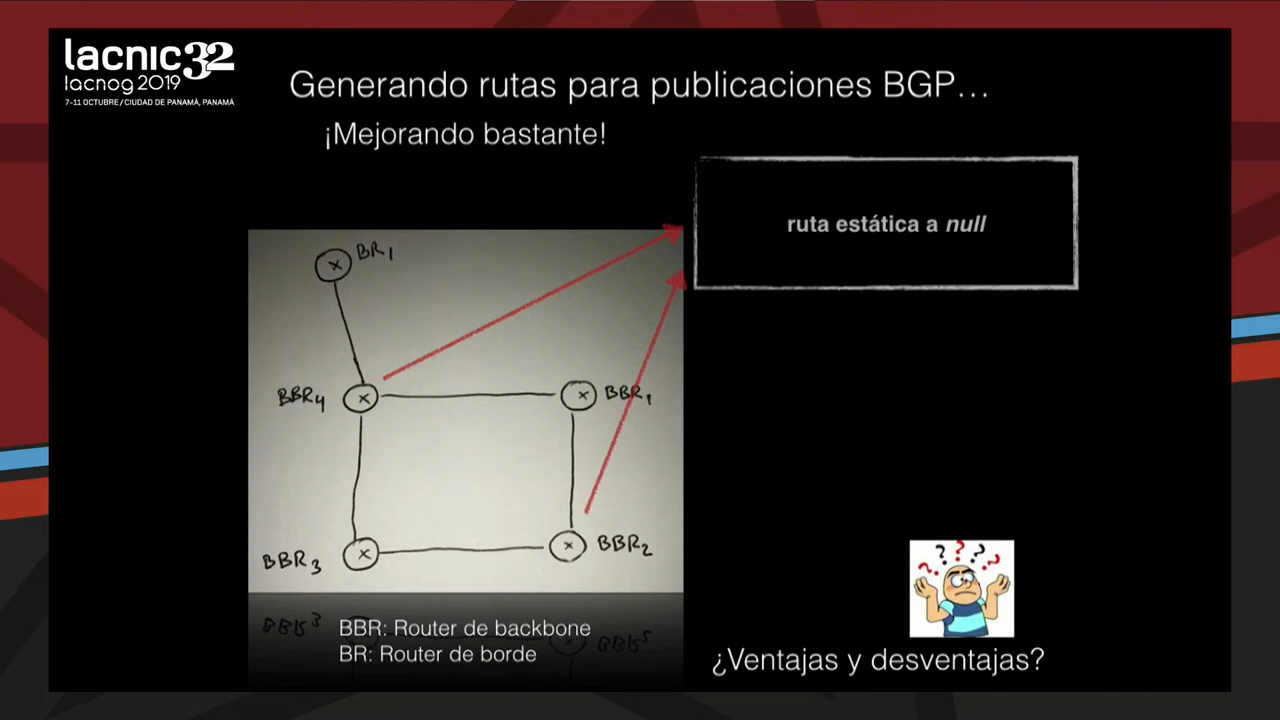 lacnic32
lacnog 2019
7-11 OCTUBRE / CIUDAD DE PANAMÁ, PANAMÁ
Generando rutas para publicaciones BGP...
¡Mejorando bastante!
ruta estática a null
BR1
BBR4
BBR1
BBR3
BBR2
BBR: Router de backbone
BR: Router de borde
¿Ventajas y desventajas?